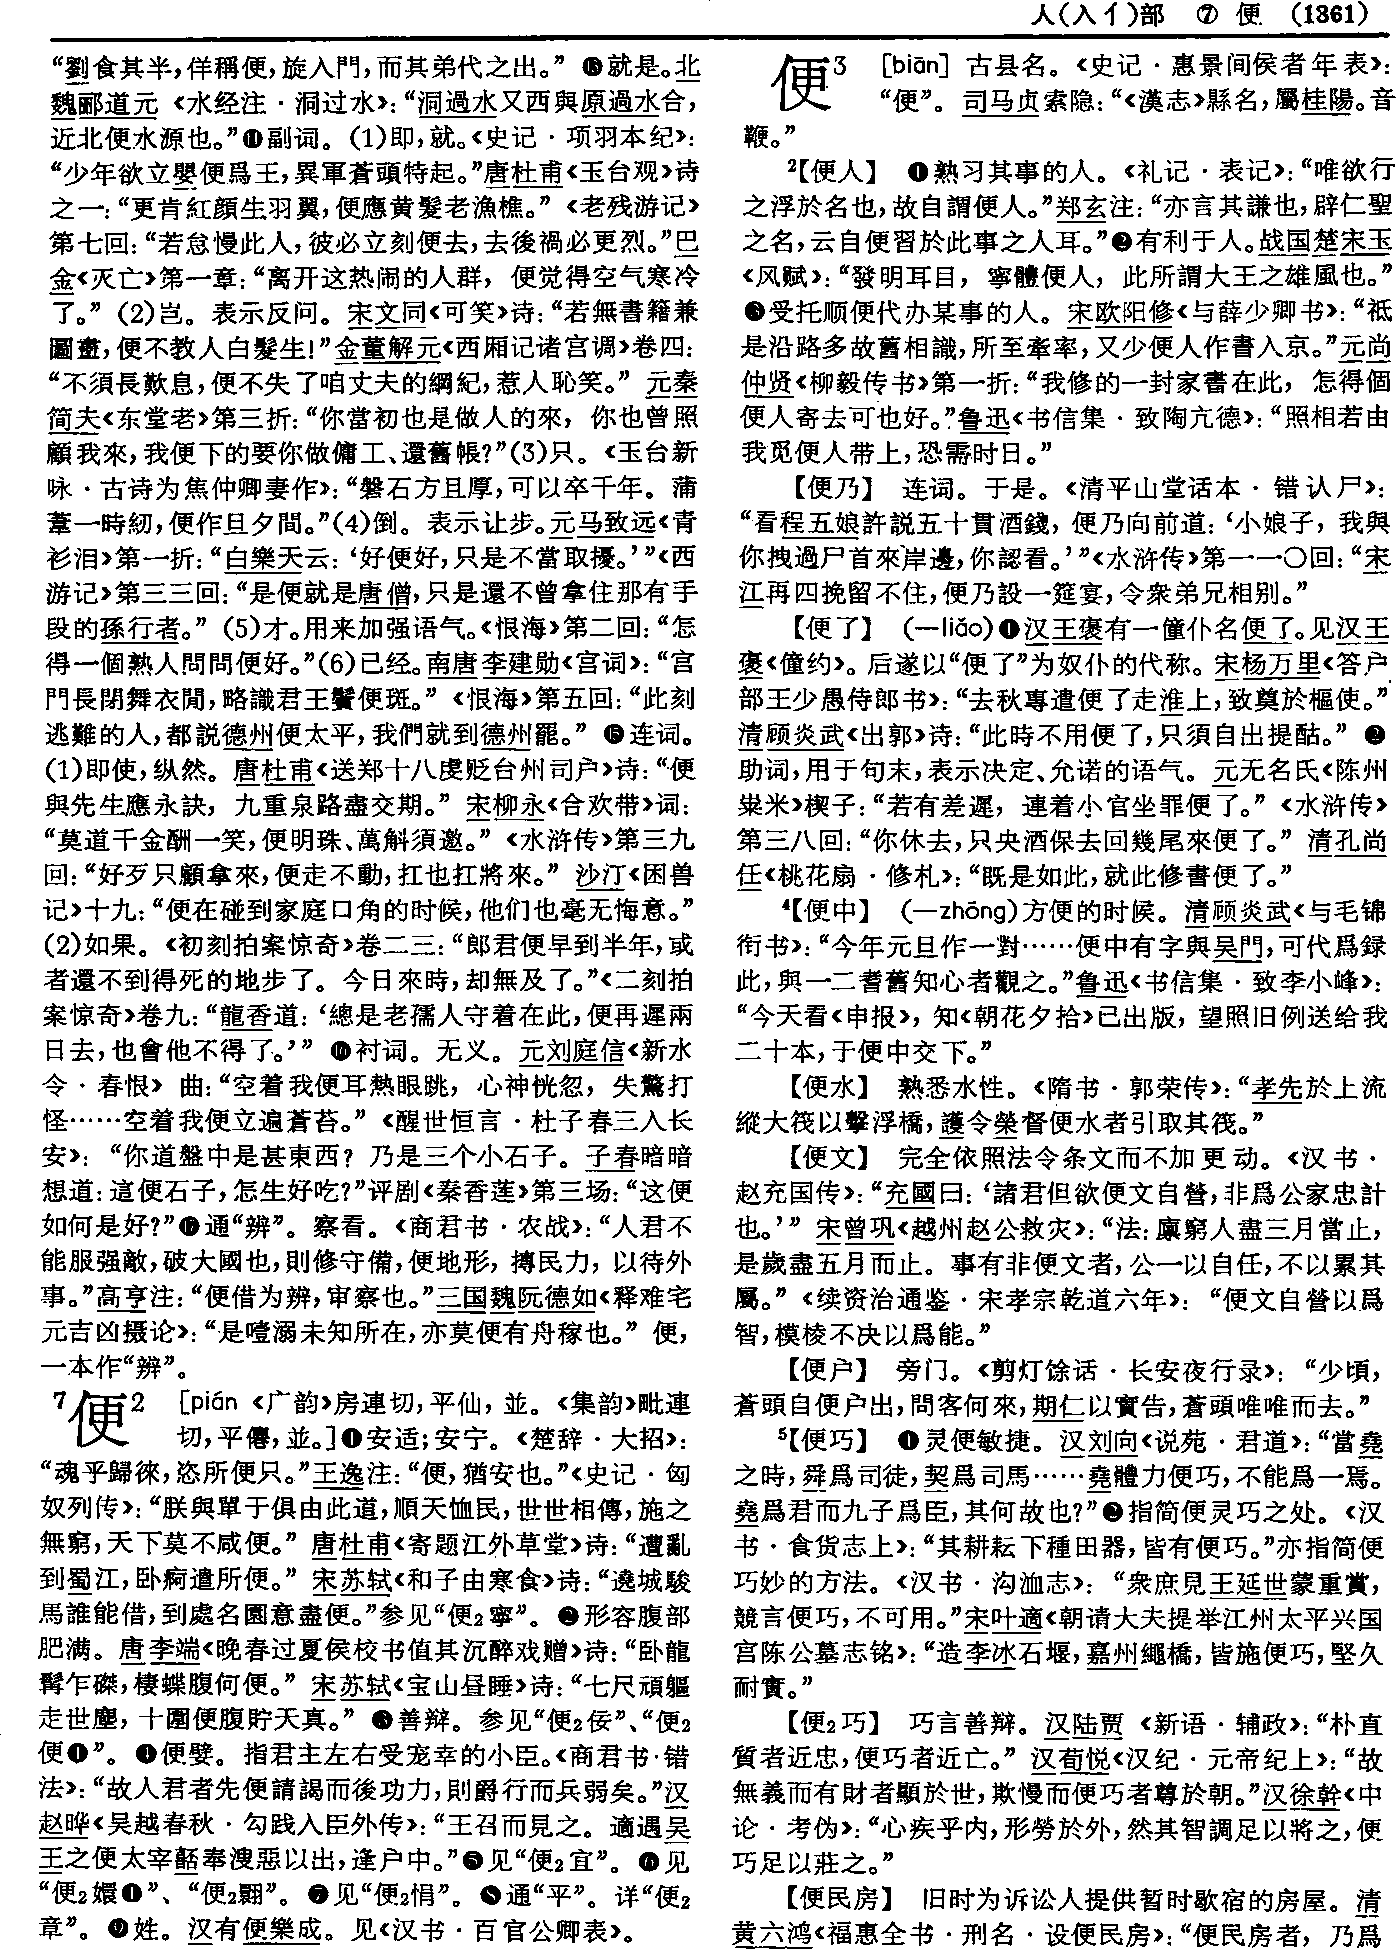 人(入亻)部　⑦　便　(1361)
“劉食其半，佯稱便，旋入門，而其弟代之出。” ⓭就是。北
魏郦道元《水经注·洞过水》：“洞過水又西與原過水合，
近北便水源也。”⓮副词。(1)即，就。《史记·项羽本纪》：
“少年欲立嬰便爲王，異軍蒼頭特起。”唐杜甫《玉台观》诗
之一：“更肯紅顔生羽翼，便應黄髮老漁樵。” 《老残游记》
第七回：“若怠慢此人，彼必立刻便去，去後禍必更烈。”巴
金《灭亡》第一章：“离开这热闹的人群，便觉得空气寒冷
了。” (2)岂。表示反问。宋文同《可笑》诗：“若無書籍兼
圖畫，便不教人白髮生！”金董解元《西厢记诸宫调》卷四：
“不須長歎息，便不失了咱丈夫的綱紀，惹人恥笑。” 元秦
简夫《东堂老》第三折：“你當初也是做人的來，你也曾照
顧我來，我便下的要你做傭工、還舊帳？”(3)只。《玉台新
咏·古诗为焦仲卿妻作》：“磐石方且厚，可以卒千年。蒲
葦一時紉，便作旦夕間。”(4)倒。表示让步。元马致远《青
衫泪》第一折：“白樂天云：‘好便好，只是不當取擾。’”《西
游记》第三三回：“是便就是唐僧，只是還不曾拿住那有手
段的孫行者。” (5)才。用来加强语气。《恨海》第二回：“怎
得一個熟人問問便好。”(6)已经。南唐李建勋《宫词》：“宫
門長閉舞衣閒，略識君王鬢便斑。” 《恨海》第五回：“此刻
逃難的人，都説德州便太平，我們就到德州罷。” ⓯连词。
(1)即使，纵然。唐杜甫《送郑十八虔贬台州司户》诗：“便
與先生應永訣，九重泉路盡交期。” 宋柳永《合欢带》词：
“莫道千金酬一笑，便明珠、萬斛須邀。” 《水浒传》第三九
回：“好歹只顧拿來，便走不動，扛也扛將來。” 沙汀《困兽
记》十九：“便在碰到家庭口角的时候，他们也毫无悔意。”
(2)如果。《初刻拍案惊奇》卷二三：“郎君便早到半年，或
者還不到得死的地步了。今日來時，却無及了。”《二刻拍
案惊奇》卷九：“龍香道：‘總是老孺人守着在此，便再遲兩
日去，也會他不得了。’” ⓰衬词。无义。元刘庭信《新水
令·春恨》曲：“空着我便耳熱眼跳，心神恍忽，失驚打
怪……空着我便立遍蒼苔。” 《醒世恒言·杜子春三入长
安》：“你道盤中是甚東西？乃是三个小石子。子春暗暗
想道：這便石子，怎生好吃？”评剧《秦香莲》第三场：“这便
如何是好？”⓱通“辨”。察看。《商君书·农战》：“人君不
能服强敵，破大國也，則修守備，便地形，摶民力，以待外
事。”高亨注：“便借为辨，审察也。”三国魏阮德如《释难宅
元吉凶摄论》：“是噎溺未知所在，亦莫便有舟稼也。” 便，
一本作“辨”。
7便2 [pián 《广韵》房連切，平仙，並。《集韵》毗連
切，平僊，並。]❶安适；安宁。《楚辞·大招》：
“魂乎歸徠，恣所便只。”王逸注：“便，猶安也。”《史记·匈
奴列传》：“朕與單于俱由此道，順天恤民，世世相傳，施之
無窮，天下莫不咸便。” 唐杜甫《寄题江外草堂》诗：“遭亂
到蜀江，卧痾遣所便。” 宋苏轼《和子由寒食》诗：“遶城駿
馬誰能借，到處名園意盡便。”参见“便2寧”。❷形容腹部
肥满。唐李端《晚春过夏侯校书值其沉醉戏赠》诗：“卧龍
髯乍磔，棲蝶腹何便。” 宋苏轼《宝山昼睡》诗：“七尺頑軀
走世塵，十圍便腹貯天真。” ❸善辩。参见“便2佞”、“便2
便❶”。❹便嬖。指君主左右受宠幸的小臣。《商君书·错
法》：“故人君者先便請謁而後功力，則爵行而兵弱矣。”汉
赵晔《吴越春秋·勾践入臣外传》：“王召而見之。適遇吴
王之便太宰嚭奉溲惡以出，逢户中。”❺见“便2宜”。❻见
“便2嬛❶”、“便2翾”。❼见“便2悁”。❽通“平”。详“便2
章”。❾姓。汉有便樂成。见《汉书·百官公卿表》。
便3 [biān] 古县名。《史记·惠景间侯者年表》：
“便”。司马贞索隐：“《漢志》縣名，屬桂陽。音
鞭。”
2【便人】 ❶熟习其事的人。《礼记·表记》：“唯欲行
之浮於名也，故自謂便人。”郑玄注：“亦言其謙也，辟仁聖
之名，云自便習於此事之人耳。”❷有利于人。战国楚宋玉
《风赋》：“發明耳目，寧體便人，此所謂大王之雄風也。”
❸受托顺便代办某事的人。宋欧阳修《与薛少卿书》：“祗
是沿路多故舊相識，所至牽率，又少便人作書入京。”元尚
仲贤《柳毅传书》第一折：“我修的一封家書在此，怎得個
便人寄去可也好。”鲁迅《书信集·致陶亢德》：“照相若由
我觅便人带上，恐需时日。”
【便乃】 连词。于是。《清平山堂话本·错认尸》：
“看程五娘許説五十貫酒錢，便乃向前道：‘小娘子，我與
你拽過尸首來岸邊，你認看。’”《水浒传》第一一〇回：“宋
江再四挽留不住，便乃設一筵宴，令衆弟兄相别。”
【便了】 (—liǎo)❶汉王褒有一僮仆名便了。见汉王
褒《僮约》。后遂以“便了”为奴仆的代称。宋杨万里《答户
部王少愚侍郎书》：“去秋專遣便了走淮上，致奠於樞使。”
清顾炎武《出郭》诗：“此時不用便了，只須自出提酤。” ❷
助词，用于句末，表示决定、允诺的语气。元无名氏《陈州
粜米》楔子：“若有差遲，連着小官坐罪便了。” 《水浒传》
第三八回：“你休去，只央酒保去回幾尾來便了。” 清孔尚
任《桃花扇·修札》：“既是如此，就此修書便了。”
4【便中】 (—zhōng)方便的时候。清顾炎武《与毛锦
衔书》：“今年元旦作一對……便中有字與吴門，可代爲録
此，與一二耆舊知心者觀之。”鲁迅《书信集·致李小峰》：
“今天看《申报》，知《朝花夕拾》已出版，望照旧例送给我
二十本，于便中交下。”
【便水】 熟悉水性。《隋书·郭荣传》：“孝先於上流
縱大筏以擊浮橋，護令榮督便水者引取其筏。”
【便文】 完全依照法令条文而不加更动。《汉书·
赵充国传》：“充國曰：‘諸君但欲便文自營，非爲公家忠計
也。’” 宋曾巩《越州赵公救灾》：“法：廪窮人盡三月當止，
是歲盡五月而止。事有非便文者，公一以自任，不以累其
屬。” 《续资治通鉴·宋孝宗乾道六年》：“便文自營以爲
智，模棱不决以爲能。”
【便户】 旁门。《剪灯馀话·长安夜行录》：“少頃，
蒼頭自便户出，問客何來，期仁以實告，蒼頭唯唯而去。”
5【便巧】 ❶灵便敏捷。汉刘向《说苑·君道》：“當堯
之時，舜爲司徒，契爲司馬……堯體力便巧，不能爲一焉。
堯爲君而九子爲臣，其何故也？”❷指简便灵巧之处。《汉
书·食货志上》：“其耕耘下種田器，皆有便巧。”亦指简便
巧妙的方法。《汉书·沟洫志》：“衆庶見王延世蒙重賞，
競言便巧，不可用。”宋叶適《朝请大夫提举江州太平兴国
宫陈公墓志铭》：“造李冰石堰，嘉州繩橋，皆施便巧，堅久
耐實。”
【便2巧】 巧言善辩。汉陆贾《新语·辅政》：“朴直
質者近忠，便巧者近亡。” 汉荀悦《汉纪·元帝纪上》：“故
無義而有財者顯於世，欺慢而便巧者尊於朝。”汉徐幹《中
论·考伪》：“心疾乎内，形勞於外，然其智調足以將之，便
巧足以莊之。”
【便民房】 旧时为诉讼人提供暂时歇宿的房屋。清
黄六鸿《福惠全书·刑名·设便民房》：“便民房者，乃爲